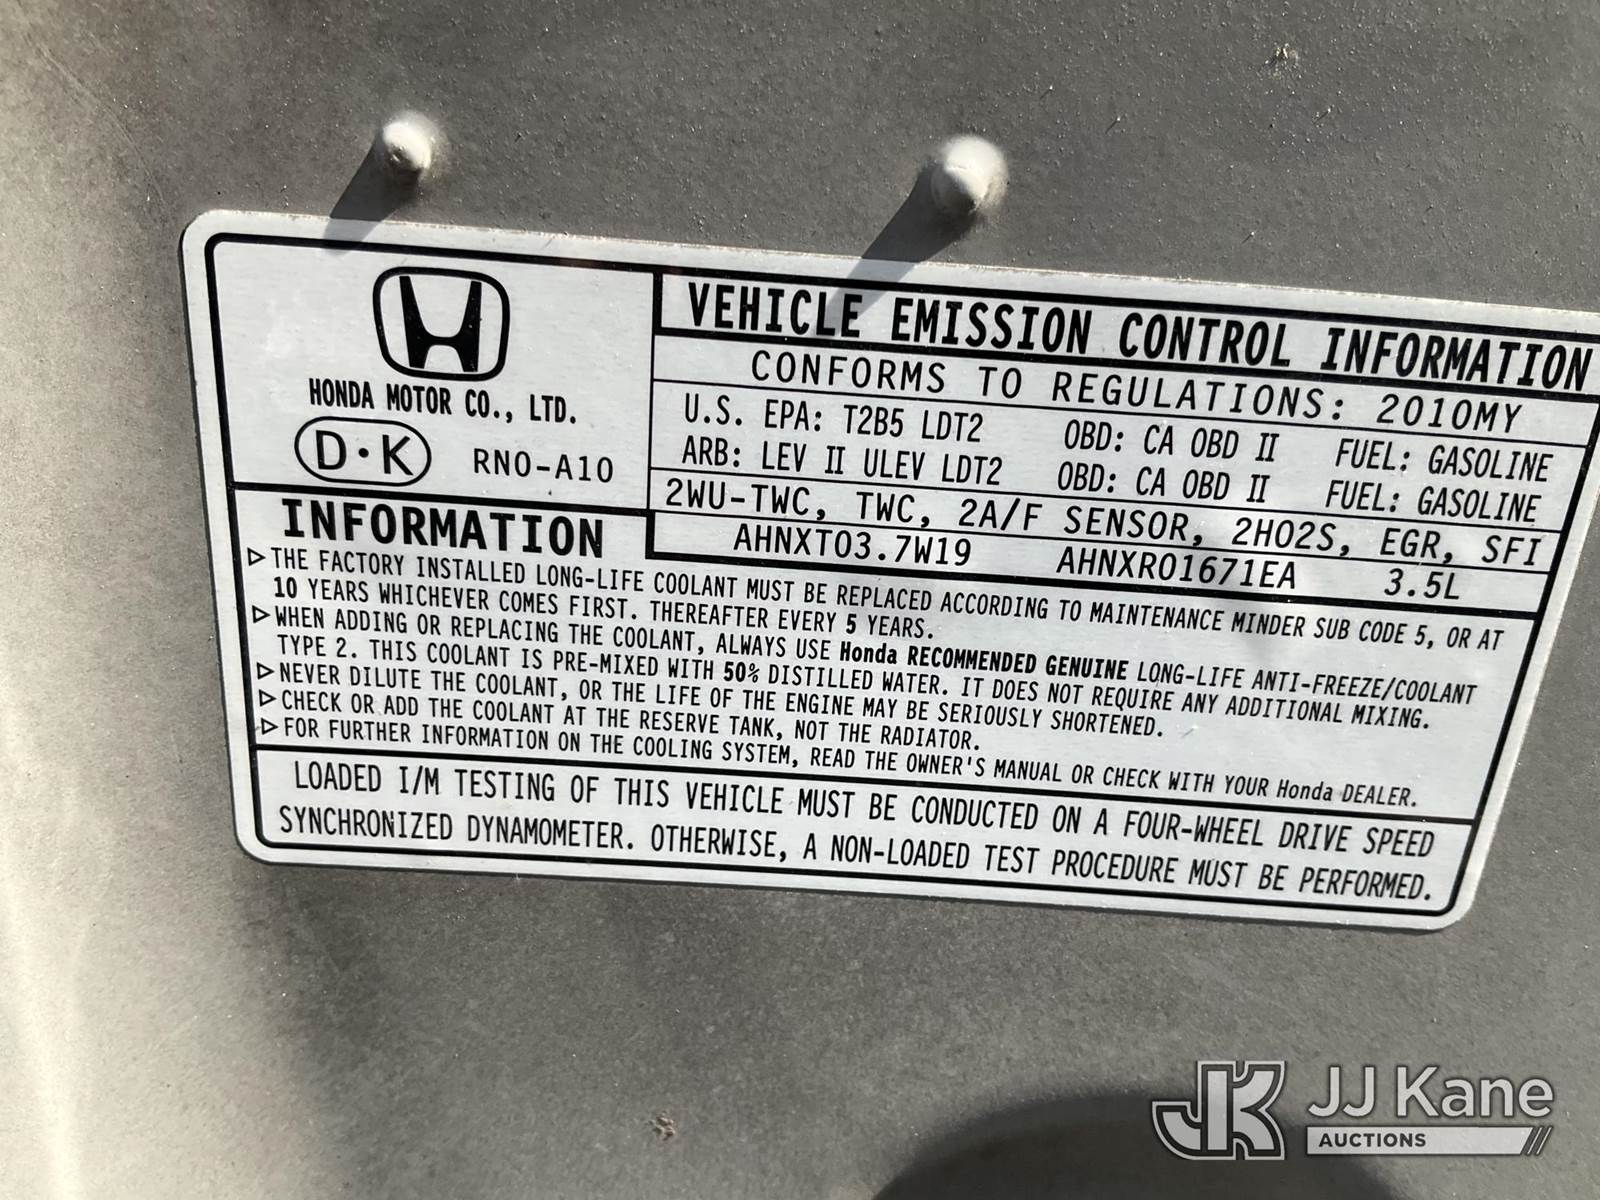 HONDA MOTOR CO., LTD.
D·K RNO-A10
VEHICLE EMISSION CONTROL INFORMATION
CONFORMS TO REGULATIONS: 2010MY
U.S. EPA: T2B5 LDT2 OBD: CA OBD II FUEL: GASOLINE
ARB: LEV II ULEV LDT2 OBD: CA OBD II FUEL: GASOLINE
2WU-TWC, TWC, 2A/F SENSOR, 2HO2S, EGR, SFI
AHNXT03.7W19 AHNXR01671EA 3.5L
INFORMATION
▷THE FACTORY INSTALLED LONG-LIFE COOLANT MUST BE REPLACED ACCORDING TO MAINTENANCE MINDER SUB CODE 5, OR AT
10 YEARS WHICHEVER COMES FIRST. THEREAFTER EVERY 5 YEARS.
▷WHEN ADDING OR REPLACING THE COOLANT, ALWAYS USE Honda RECOMMENDED GENUINE LONG-LIFE ANTI-FREEZE/COOLANT
TYPE 2. THIS COOLANT IS PRE-MIXED WITH 50% DISTILLED WATER. IT DOES NOT REQUIRE ANY ADDITIONAL MIXING.
▷NEVER DILUTE THE COOLANT, OR THE LIFE OF THE ENGINE MAY BE SERIOUSLY SHORTENED.
▷CHECK OR ADD THE COOLANT AT THE RESERVE TANK, NOT THE RADIATOR.
▷FOR FURTHER INFORMATION ON THE COOLING SYSTEM, READ THE OWNER'S MANUAL OR CHECK WITH YOUR Honda DEALER.
LOADED I/M TESTING OF THIS VEHICLE MUST BE CONDUCTED ON A FOUR-WHEEL DRIVE SPEED
SYNCHRONIZED DYNAMOMETER. OTHERWISE, A NON-LOADED TEST PROCEDURE MUST BE PERFORMED.
JK JJ Kane
AUCTIONS